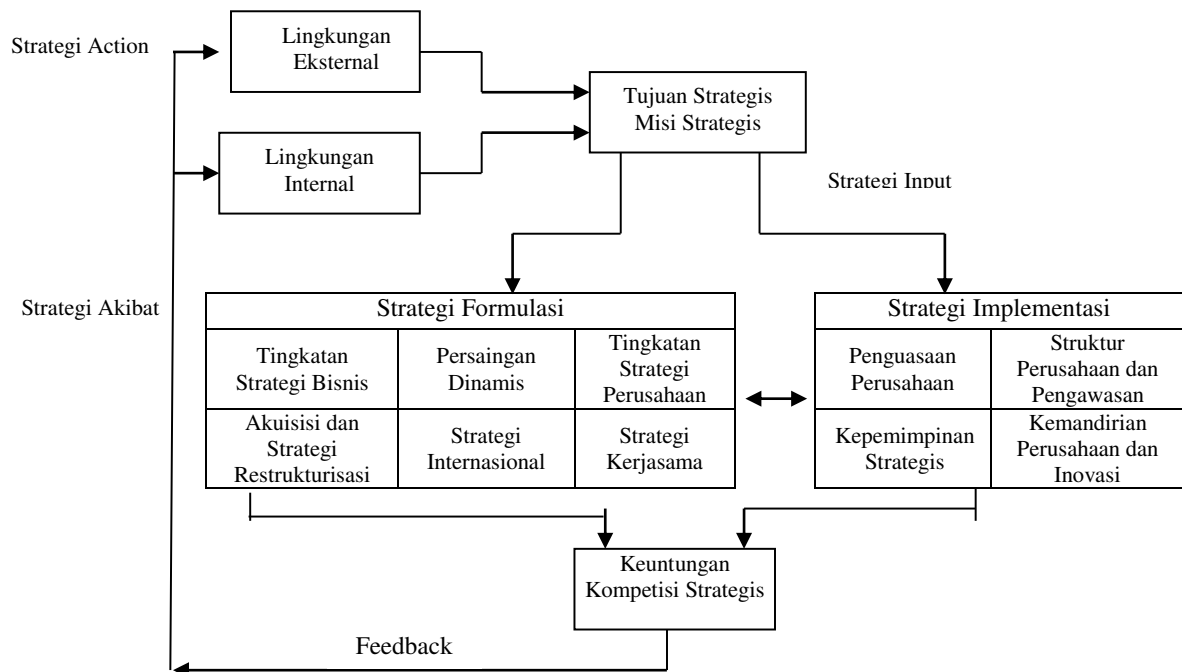 Strategi Action
Lingkungan
Eksternal
Tujuan Strategis
Misi Strategis
Lingkungan
Internal
Strategi Input
Strategi Akibat
Strategi Formulasi
Tingkatan
Strategi Bisnis
Persaingan
Dinamis
Tingkatan
Strategi
Perusahaan
Akuisisi dan
Strategi
Restrukturisasi
Strategi
Internasional
Strategi
Kerjasama
Strategi Implementasi
Penguasaan
Perusahaan
Struktur
Perusahaan dan
Pengawasan
Kepemimpinan
Strategis
Kemandirian
Perusahaan dan
Inovasi
Keuntungan
Kompetisi Strategis
Feedback